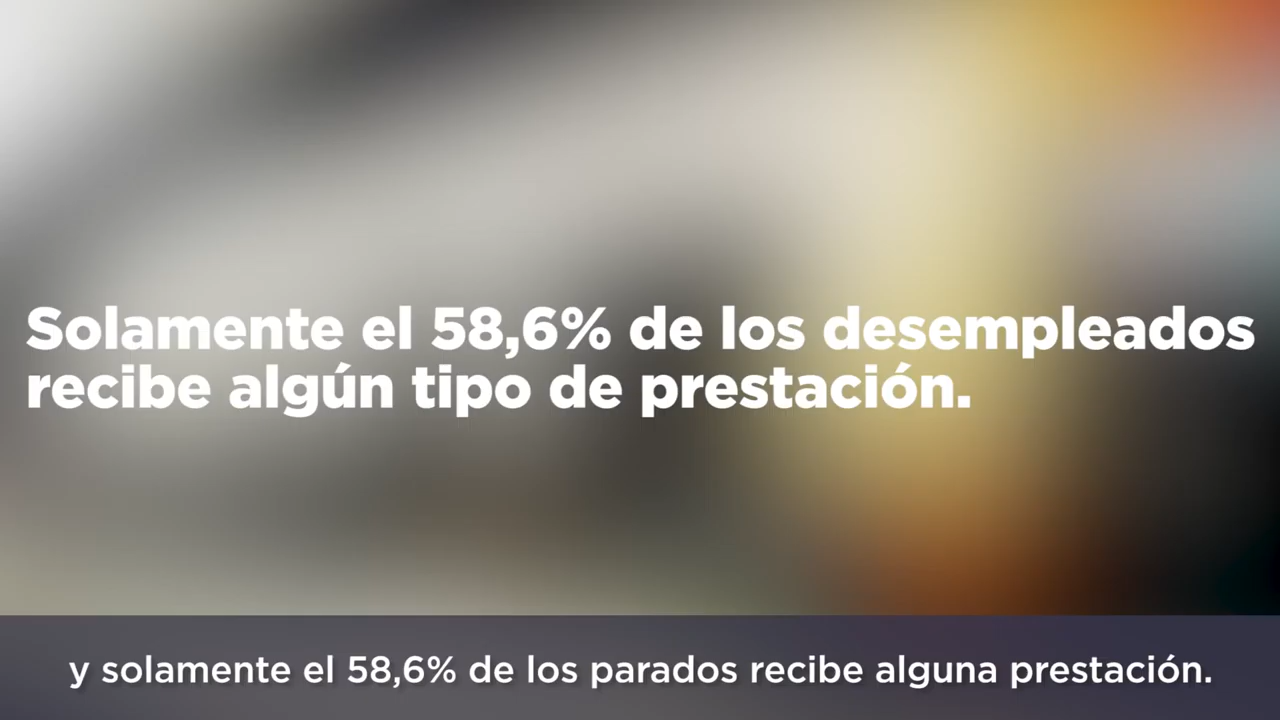 Solamente el 58,6% de los desempleados
recibe algún tipo de prestación.
y solamente el 58,6% de los parados recibe alguna prestación.